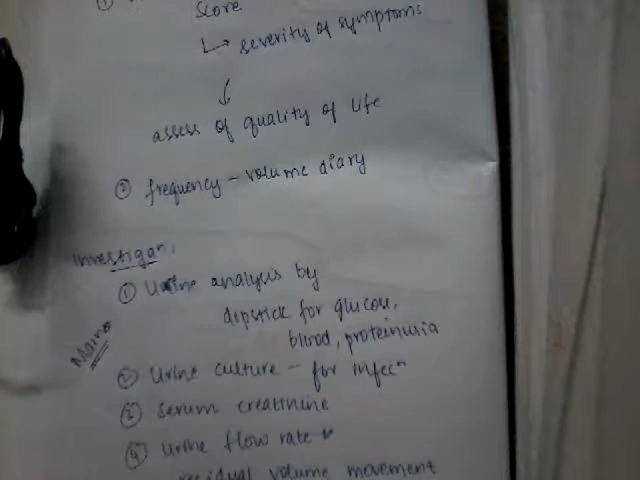 ①
Score
↳ severity of symptoms
↓
assess of quality of life
② frequency - volume diary
Investigaⁿ,
① Urine analysis by
dipstick for glucose,
blood, proteinuria
Main
② Urine culture - for infecⁿ
③ serum creatinine
④ urine flow rate
residual volume movement